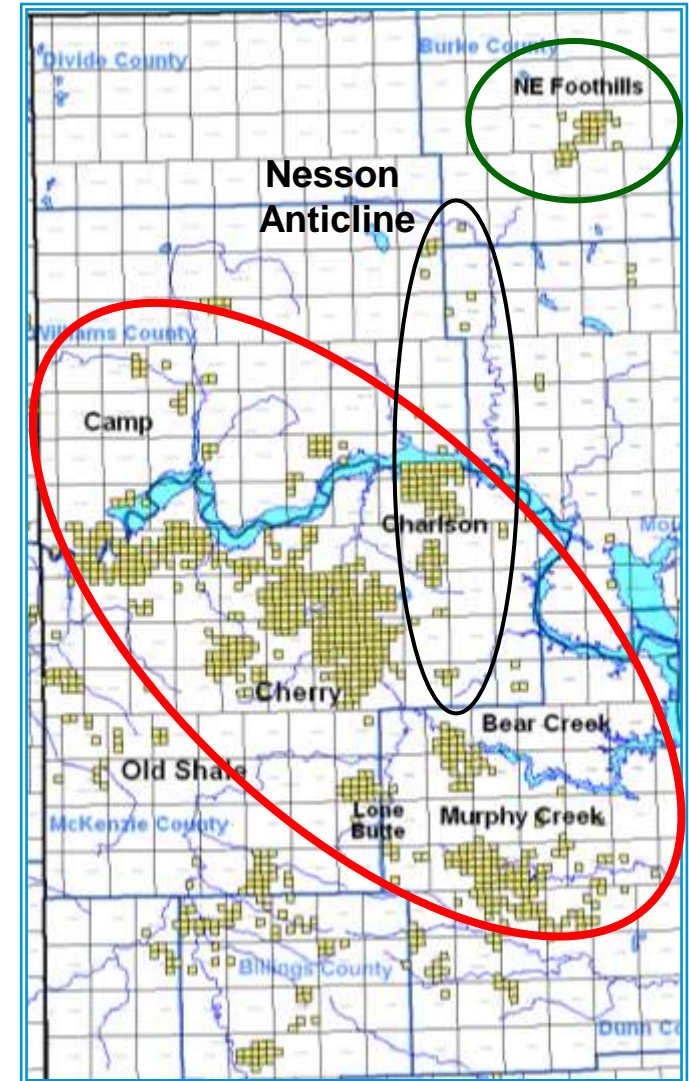 Divide County
Burke County
NE Foothills
Nesson
Anticline
Williams County
Camp
Charlson
Cherry
Bear Creek
Old Shale
Lone
Butte
Murphy Creek
McKenzie County
Billings County
Dunn